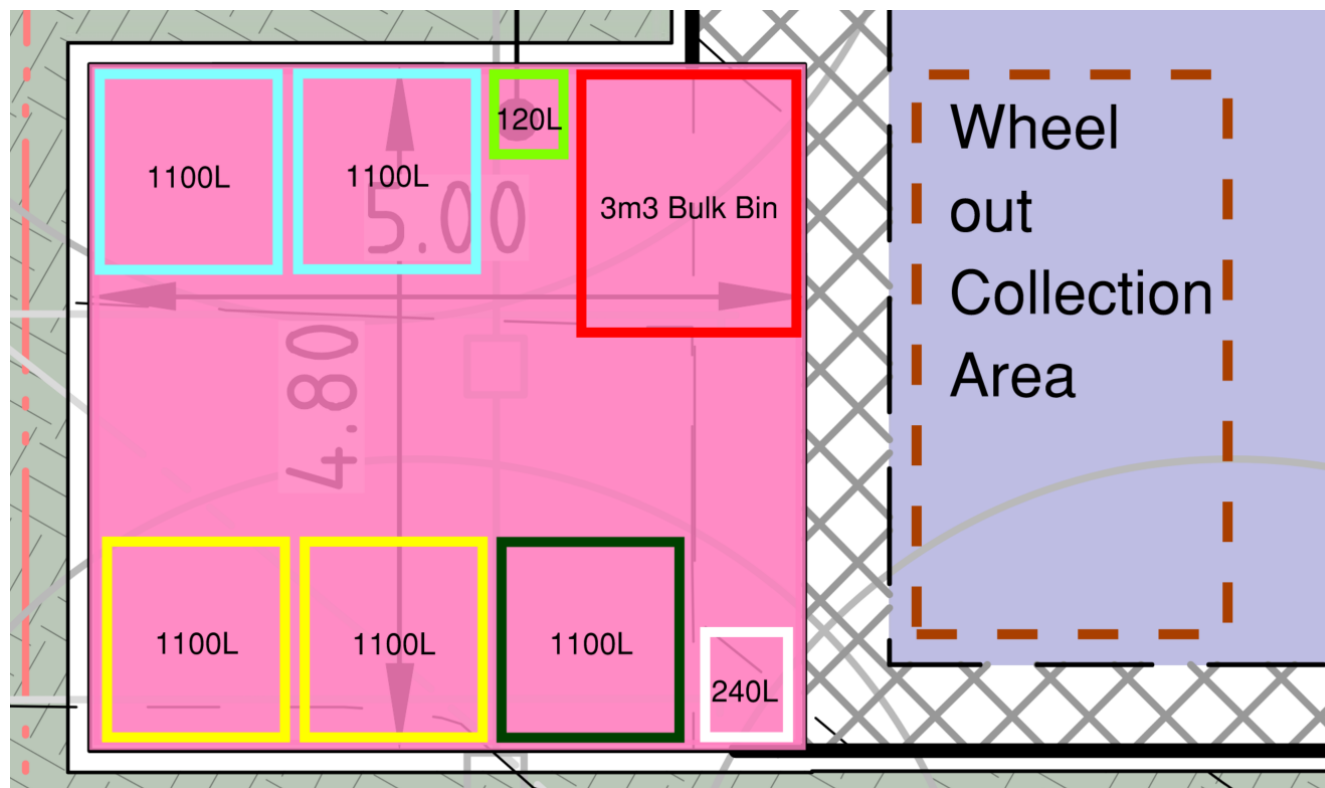 1100L
1100L
120L
3m3 Bulk Bin
5.00
4.80
1100L
1100L
1100L
240L
Wheel
out
Collection
Area